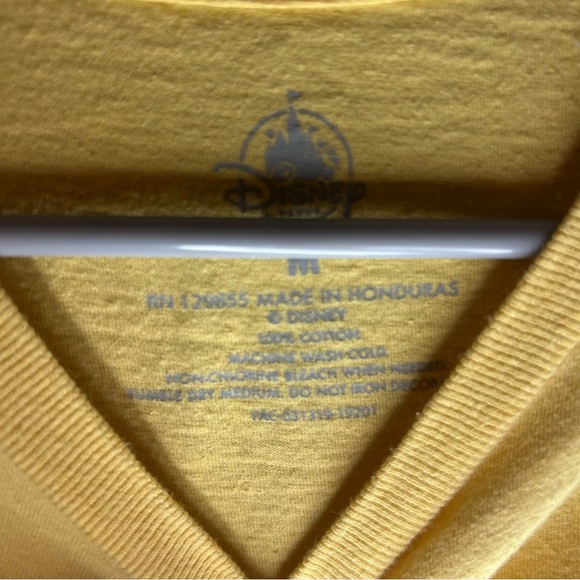 Disney
M
RN 129855 MADE IN HONDURAS
© DISNEY
100% COTTON
MACHINE WASH COLD.
NON-CHLORINE BLEACH WHEN NEEDED.
TUMBLE DRY MEDIUM. DO NOT IRON